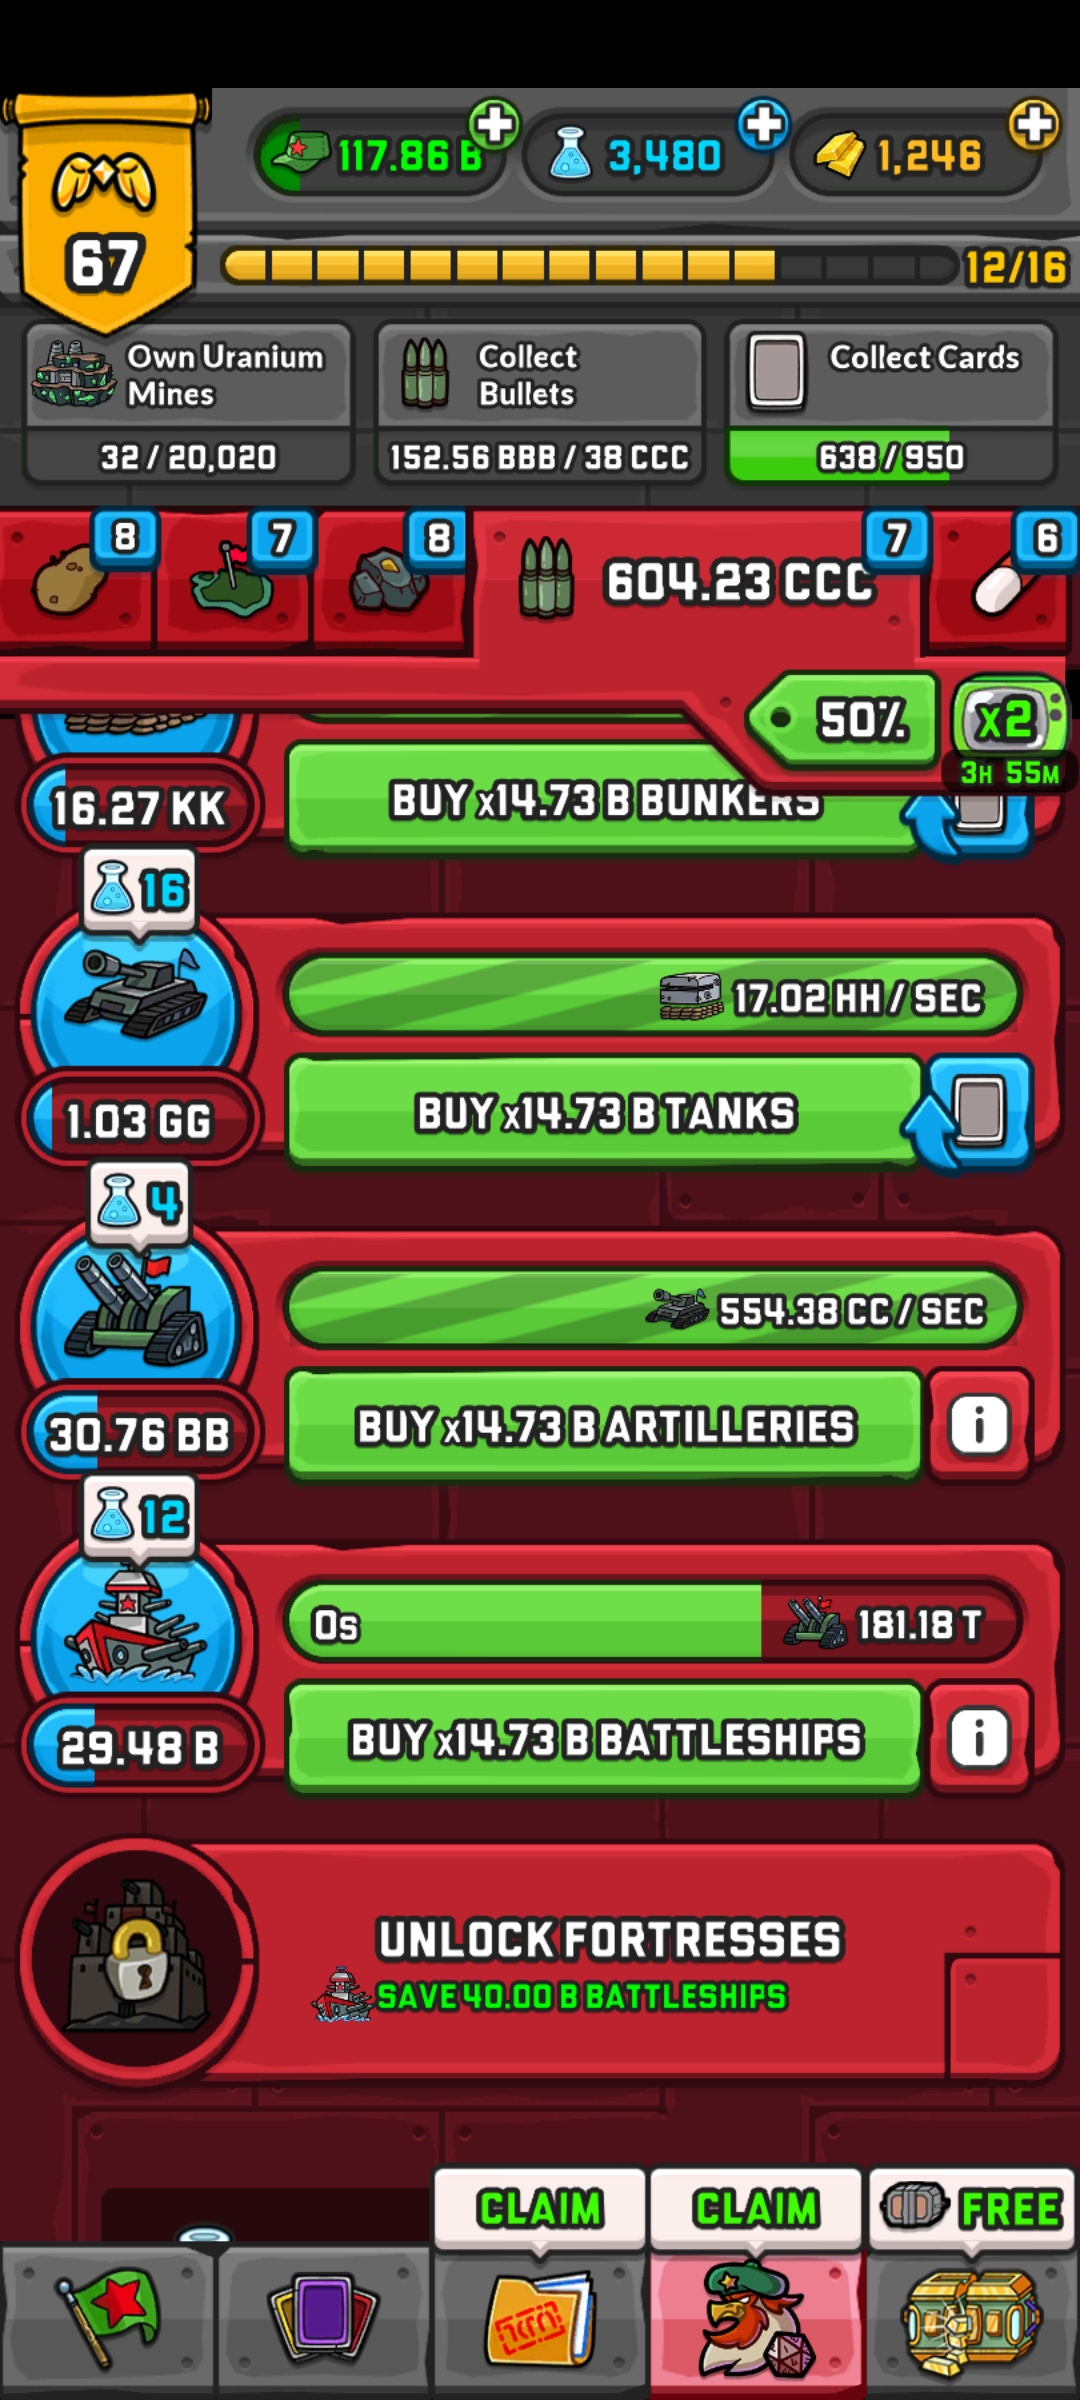 117.86 B
3,480
1,246
67
12/16
Own Uranium
Mines
32 / 20,020
Collect
Bullets
152.56 BBB / 38 CCC
Collect Cards
638 / 950
8
7
8
604.23 CCC
7
6
50%
x2
3H 55M
16.27 KK
BUY x14.73 B BUNKERS
16
17.02 HH / SEC
1.03 GG
BUY x14.73 B TANKS
4
554.38 CC / SEC
30.76 BB
BUY x14.73 B ARTILLERIES
i
12
0s
181.18 T
29.48 B
BUY x14.73 B BATTLESHIPS
i
UNLOCK FORTRESSES
SAVE 40.00 B BATTLESHIPS
CLAIM
CLAIM
FREE